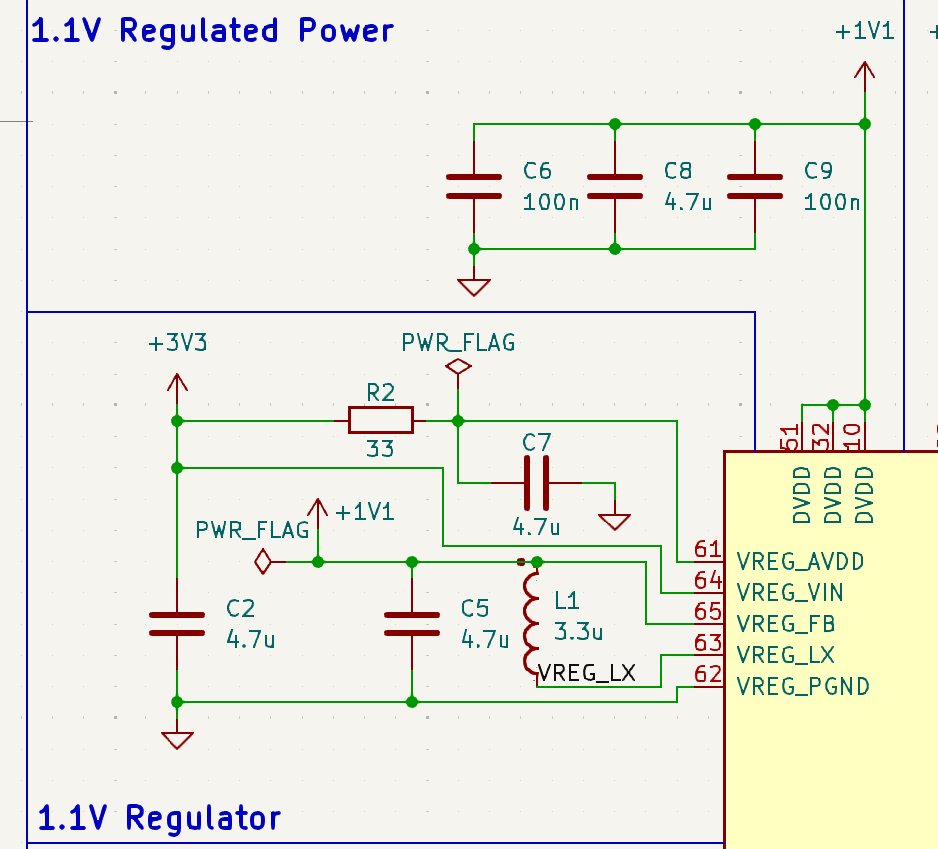 1.1V Regulated Power
+1V1
C6
100n
C8
4.7u
C9
100n
+3V3
PWR_FLAG
R2
33
C7
4.7u
+1V1
PWR_FLAG
C2
4.7u
C5
4.7u
L1
3.3u
VREG_LX
51
32
10
DVDD
DVDD
DVDD
61
VREG_AVDD
64
VREG_VIN
65
VREG_FB
63
VREG_LX
62
VREG_PGND
1.1V Regulator